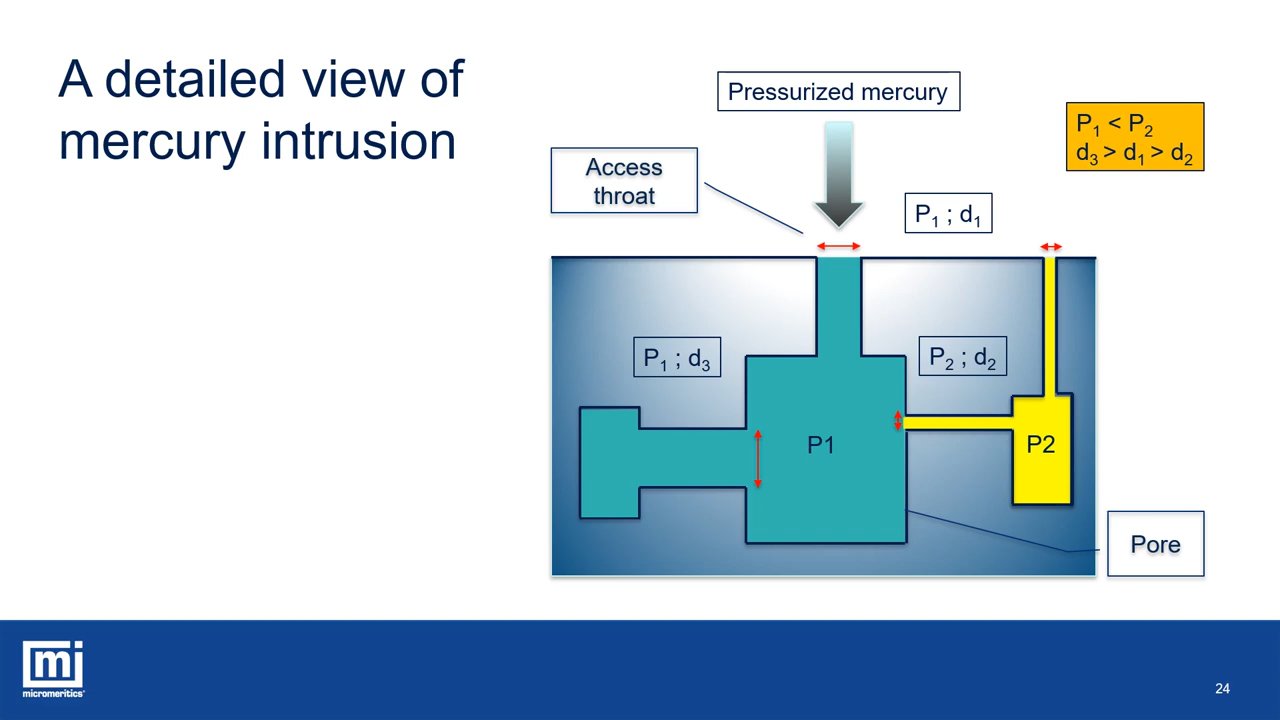 A detailed view of
mercury intrusion
Pressurized mercury
P₁ < P₂
d₃ > d₁ > d₂
Access
throat
P₁ ; d₁
P₁ ; d₃
P₂ ; d₂
P1
P2
Pore
mi
micromeritics®
24